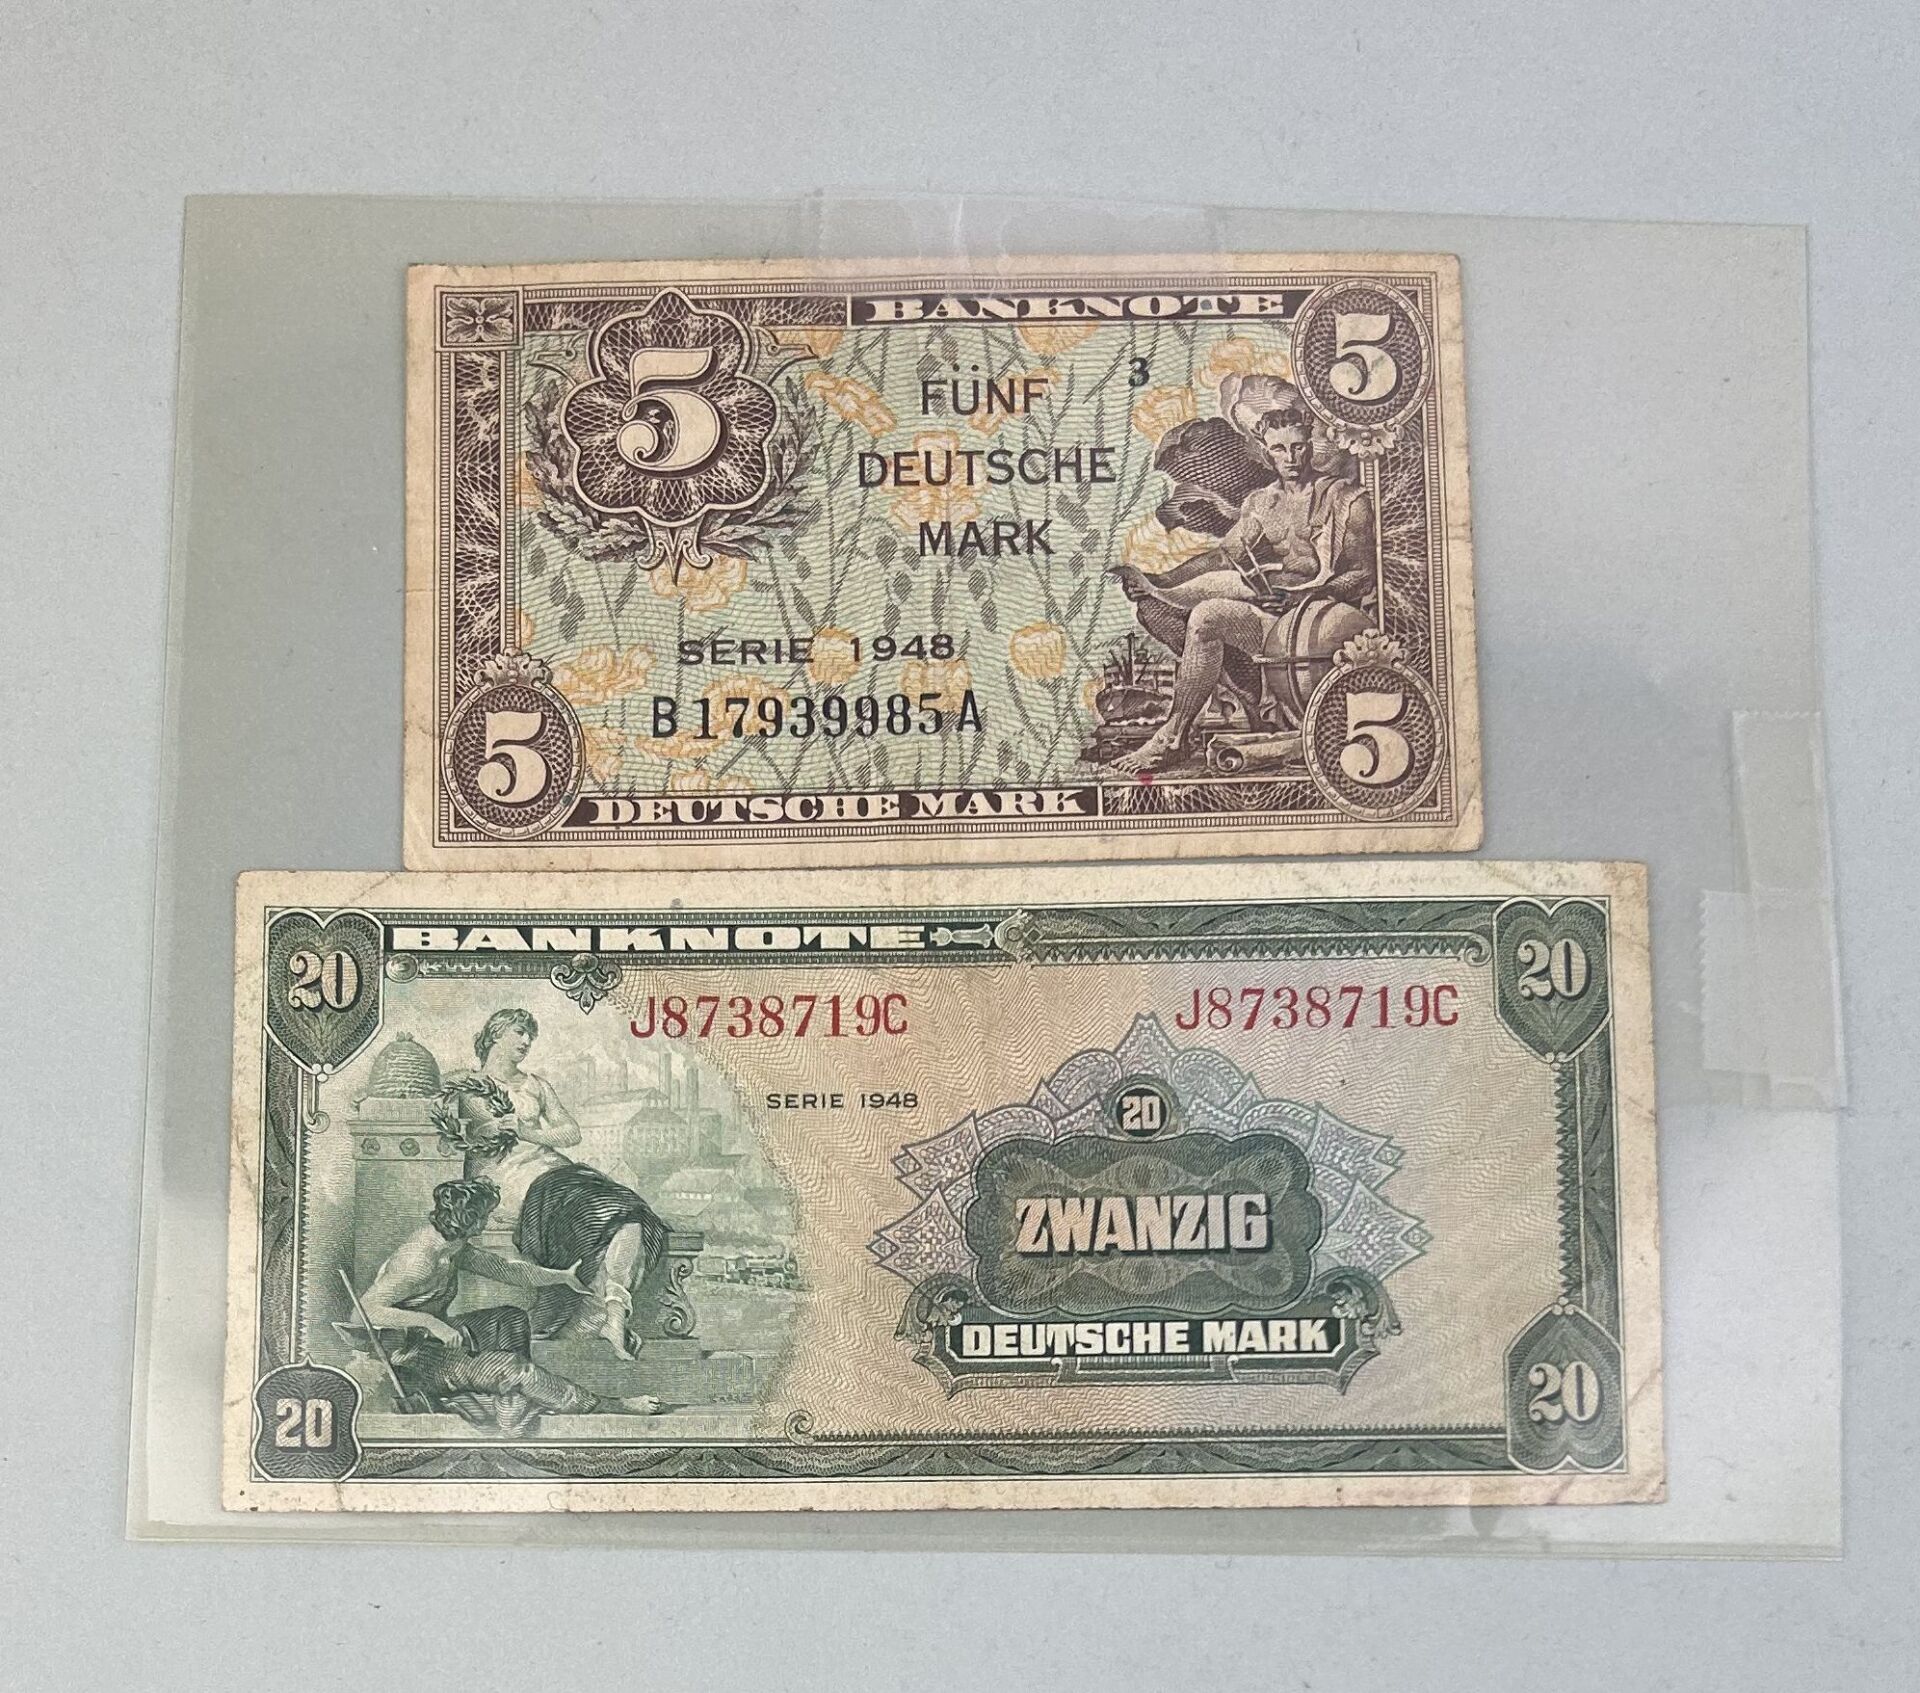 BANKNOTE
5
5
3
FÜNF
DEUTSCHE
MARK
SERIE 1948
B17939985A
5
5
DEUTSCHE MARK
BANKNOTE
20
20
J8738719C J8738719C
SERIE 1948
20
ZWANZIG
DEUTSCHE MARK
20
20